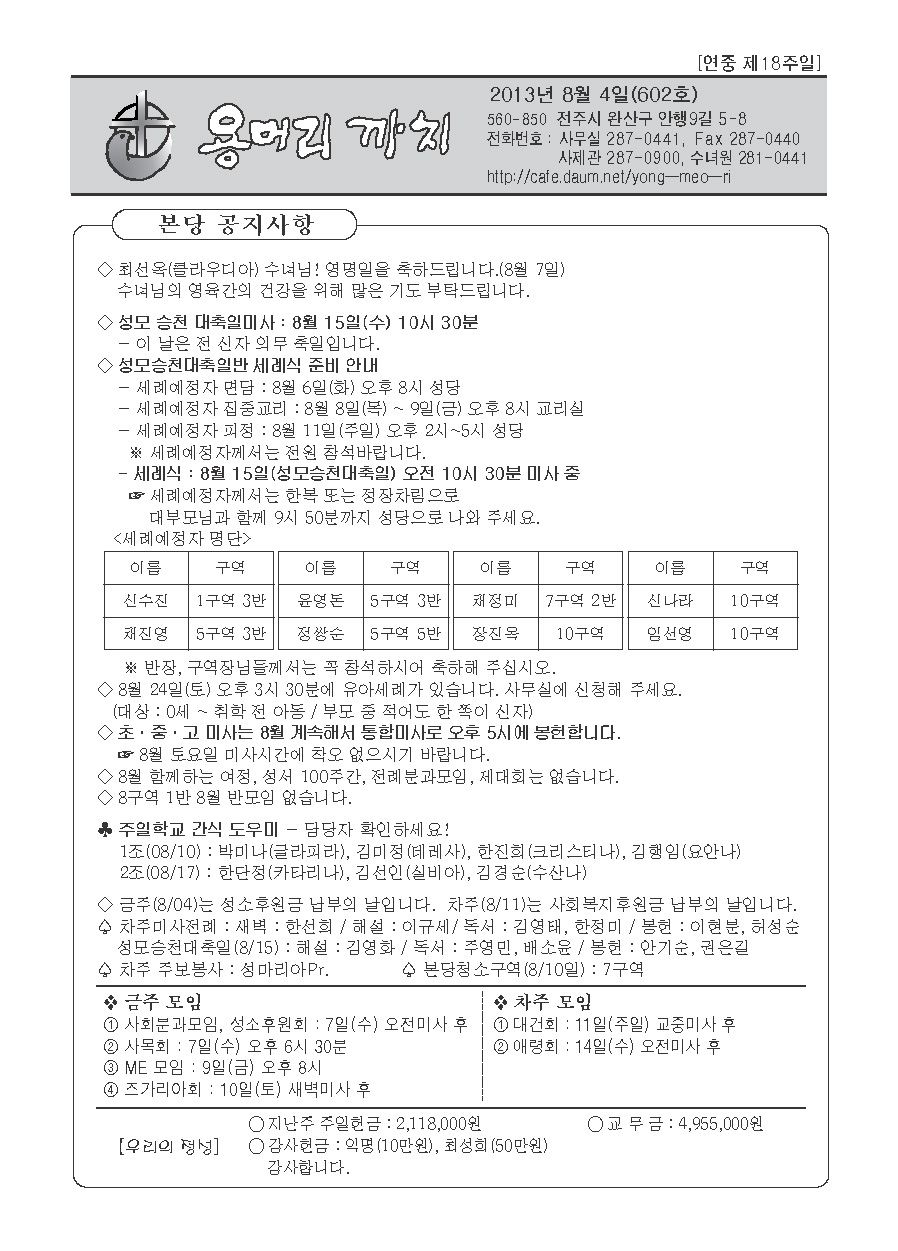 [연중 제18주일]
용머리 까치
2013년 8월 4일(602호)
560-850 전주시 완산구 안행9길 5-8
전화번호 : 사무실 287-0441, Fax 287-0440
사제관 287-0900, 수녀원 281-0441
http://cafe.daum.net/yong—meo—ri
본당 공지사항
◇ 최선옥(클라우디아) 수녀님! 영명일을 축하드립니다.(8월 7일)
수녀님의 영육간의 건강을 위해 많은 기도 부탁드립니다.
◇ 성모 승천 대축일미사 : 8월 15일(수) 10시 30분
- 이 날은 전 신자 의무 축일입니다.
◇ 성모승천대축일반 세례식 준비 안내
- 세례예정자 면담 : 8월 6일(화) 오후 8시 성당
- 세례예정자 집중교리 : 8월 8일(목) ~ 9일(금) 오후 8시 교리실
- 세례예정자 피정 : 8월 11일(주일) 오후 2시~5시 성당
※ 세례예정자께서는 전원 참석바랍니다.
- 세례식 : 8월 15일(성모승천대축일) 오전 10시 30분 미사 중
☞ 세례예정자께서는 한복 또는 정장차림으로
대부모님과 함께 9시 50분까지 성당으로 나와 주세요.
<세례예정자 명단>
이름 구역 이름 구역 이름 구역 이름 구역
신수진 1구역 3반 윤영돈 5구역 3반 채정미 7구역 2반 신나라 10구역
채진영 5구역 3반 정쌍순 5구역 5반 장진옥 10구역 임선영 10구역
※ 반장, 구역장님들께서는 꼭 참석하시어 축하해 주십시오.
◇ 8월 24일(토) 오후 3시 30분에 유아세례가 있습니다. 사무실에 신청해 주세요.
(대상 : 0세 ~ 취학 전 아동 / 부모 중 적어도 한 쪽이 신자)
◇ 초·중·고 미사는 8월 계속해서 통합미사로 오후 5시에 봉헌합니다.
☞ 8월 토요일 미사시간에 착오 없으시기 바랍니다.
◇ 8월 함께하는 여정, 성서 100주간, 전례분과모임, 제대회는 없습니다.
◇ 8구역 1반 8월 반모임 없습니다.
♣ 주일학교 간식 도우미 - 담당자 확인하세요!
1조(08/10) : 박미나(글라피라), 김미정(데레사), 한진희(크리스티나), 김행임(요안나)
2조(08/17) : 한단정(카타리나), 김선인(실비아), 김경순(수산나)
◇ 금주(8/04)는 성소후원금 납부의 날입니다. 차주(8/11)는 사회복지후원금 납부의 날입니다.
♤ 차주미사전례 : 새벽 : 한선희 / 해설 : 이규세/ 독서 : 김영태, 한정미 / 봉헌 : 이현분, 허성순
성모승천대축일(8/15) : 해설 : 김영화 / 독서 : 주영민, 배소윤 / 봉헌 : 안기순, 권은길
♤ 차주 주보봉사 : 성마리아Pr. ♤ 본당청소구역(8/10일) : 7구역
❖ 금주 모임
① 사회분과모임, 성소후원회 : 7일(수) 오전미사 후
② 사목회 : 7일(수) 오후 6시 30분
③ ME 모임 : 9일(금) 오후 8시
④ 즈가리아회 : 10일(토) 새벽미사 후
❖ 차주 모임
① 대건회 : 11일(주일) 교중미사 후
② 애령회 : 14일(수) 오전미사 후
[우리의 정성]
○ 지난주 주일헌금 : 2,118,000원 ○ 교 무 금 : 4,955,000원
○ 감사헌금 : 익명(10만원), 최성희(50만원)
감사합니다.